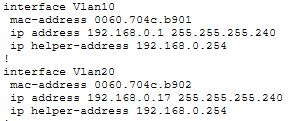 interface Vlan10
mac-address 0060.704c.b901
ip address 192.168.0.1 255.255.255.240
ip helper-address 192.168.0.254
!
interface Vlan20
mac-address 0060.704c.b902
ip address 192.168.0.17 255.255.255.240
ip helper-address 192.168.0.254